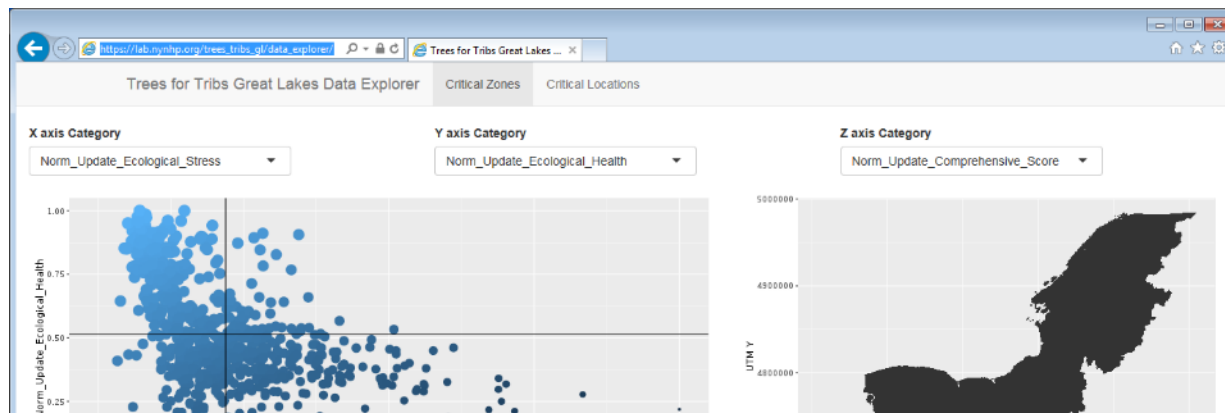 https://lab.nynhp.org/trees_tribs_gl/data_explorer/
Trees for Tribs Great Lakes ...
Trees for Tribs Great Lakes Data Explorer
Critical Zones
Critical Locations
X axis Category
Y axis Category
Z axis Category
Norm_Update_Ecological_Stress
Norm_Update_Ecological_Health
Norm_Update_Comprehensive_Score
1.00
0.75
0.50
0.25
Norm_Update_Ecological_Health
5000000
4900000
4800000
UTM Y